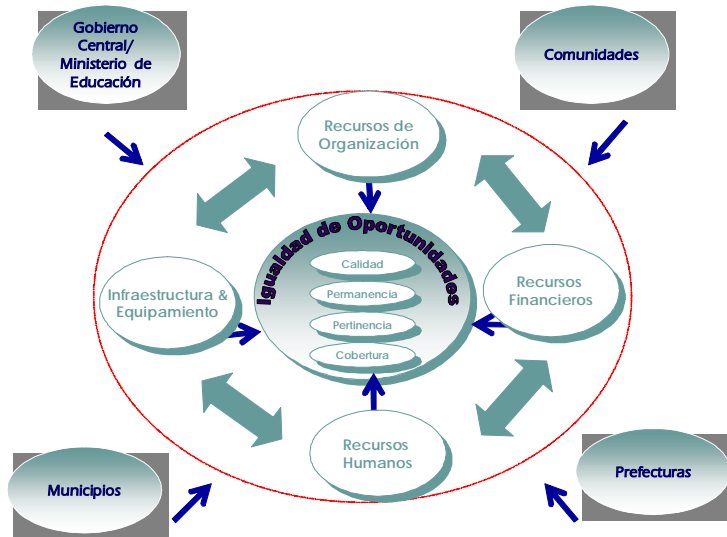 Gobierno
Central/
Ministerio de
Educación
Comunidades
Recursos de
Organización
Igualdad de Oportunidades
Calidad
Permanencia
Pertinencia
Cobertura
Infraestructura &
Equipamiento
Recursos
Financieros
Recursos
Humanos
Municipios
Prefecturas